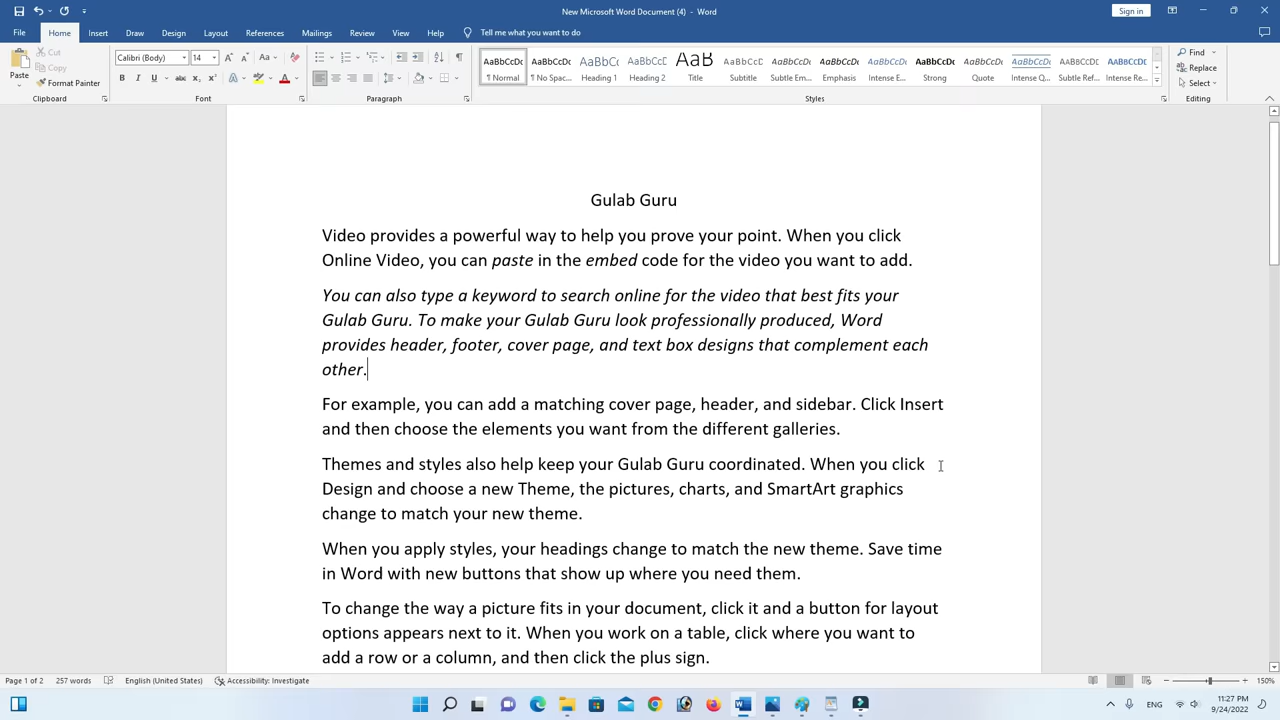 New Microsoft Word Document (4) - Word
Sign in
File Home Insert Draw Design Layout References Mailings Review View Help Tell me what you want to do
Paste
Cut
Copy
Format Painter
Clipboard
Calibri (Body) 14
Font
Paragraph
AaBbCcDc AaBbCcDc AaBbCc AaBbCcD AaB AaBbCcD AaBbCcDc AaBbCcDc AaBbCcDc AaBbCcDc AaBbCcDc AaBbCcDc AaBbCcDc AaBbCcDc
¶ Normal ¶ No Spac... Heading 1 Heading 2 Title Subtitle Subtle Em... Emphasis Intense E... Strong Quote Intense Q... Subtle Ref... Intense Re...
Styles
Find
Replace
Select
Editing
Gulab Guru
Video provides a powerful way to help you prove your point. When you click
Online Video, you can paste in the embed code for the video you want to add.
You can also type a keyword to search online for the video that best fits your
Gulab Guru. To make your Gulab Guru look professionally produced, Word
provides header, footer, cover page, and text box designs that complement each
other.
For example, you can add a matching cover page, header, and sidebar. Click Insert
and then choose the elements you want from the different galleries.
Themes and styles also help keep your Gulab Guru coordinated. When you click
Design and choose a new Theme, the pictures, charts, and SmartArt graphics
change to match your new theme.
When you apply styles, your headings change to match the new theme. Save time
in Word with new buttons that show up where you need them.
To change the way a picture fits in your document, click it and a button for layout
options appears next to it. When you work on a table, click where you want to
add a row or a column, and then click the plus sign.
Page 1 of 2 257 words English (United States) Accessibility: Investigate 150%
ENG
11:27 PM
9/24/2022